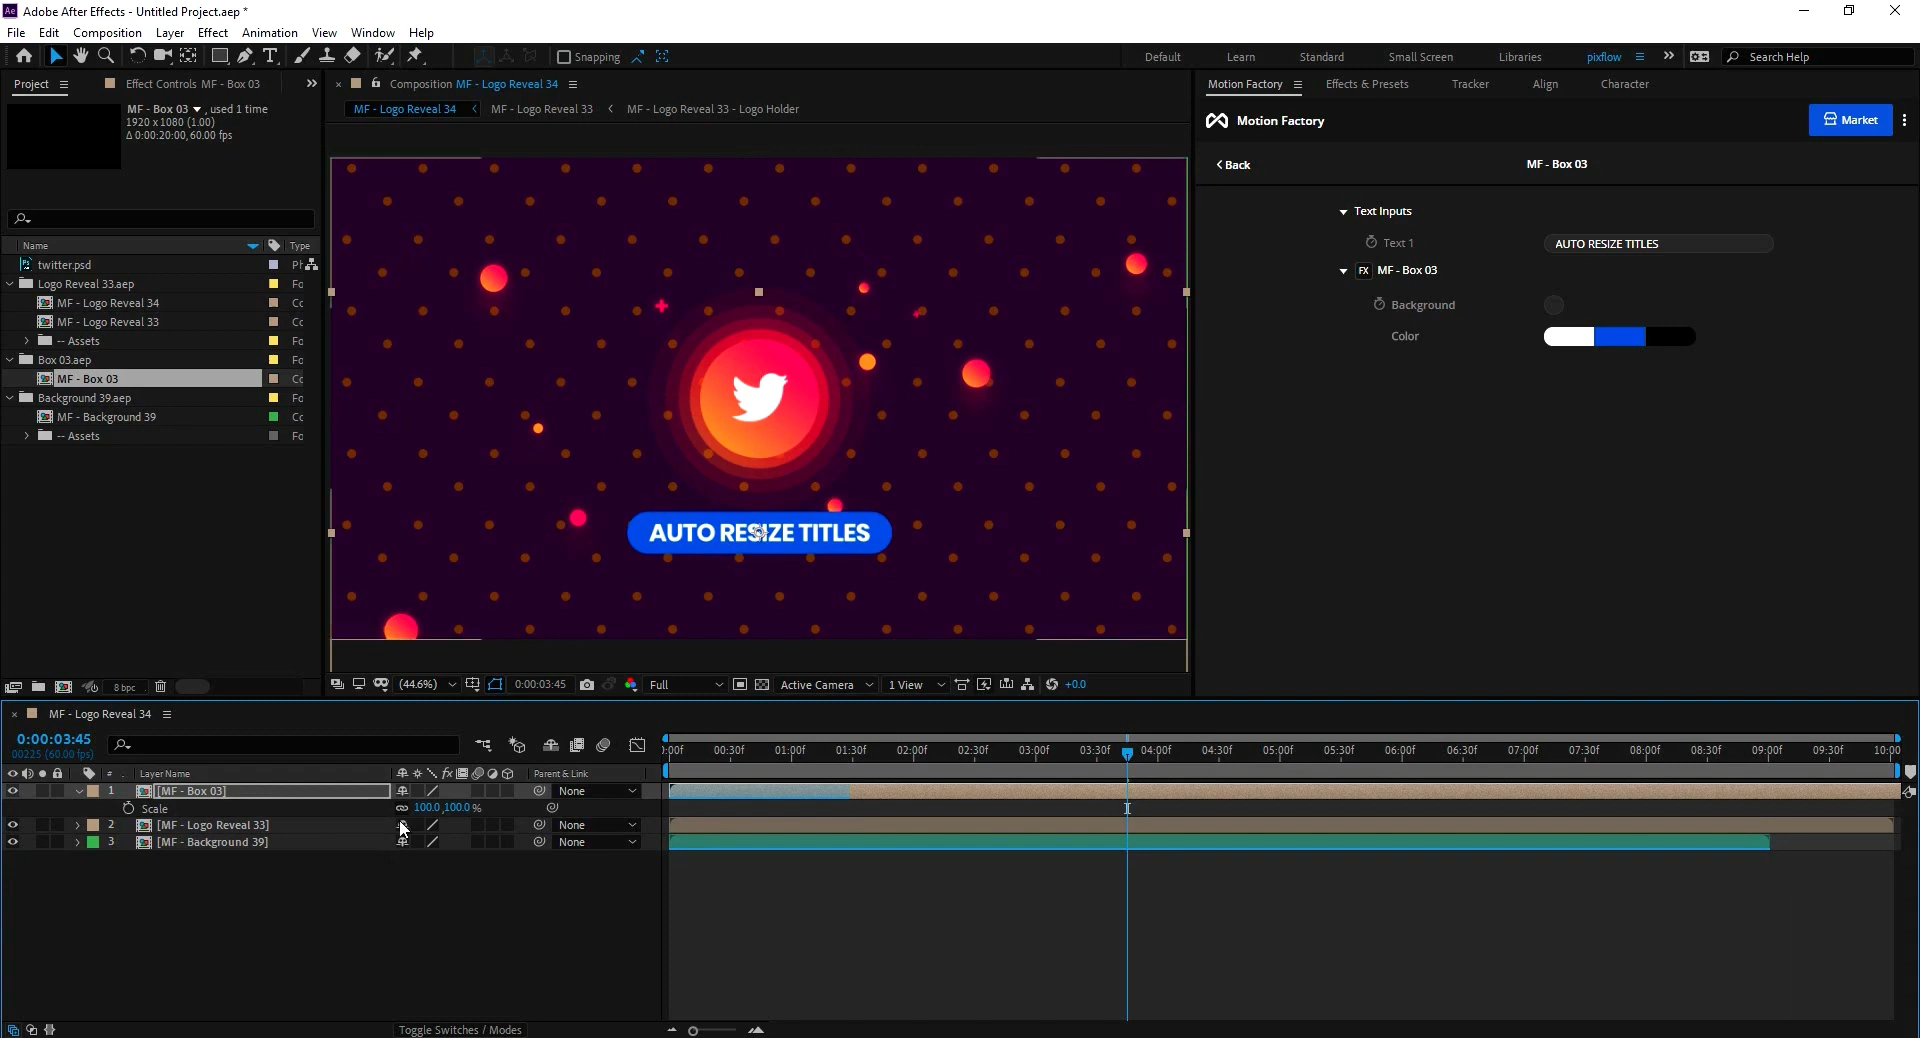 Ae Adobe After Effects - Untitled Project.aep *
File Edit Composition Layer Effect Animation View Window Help
Snapping
Default Learn Standard Small Screen Libraries pixflow Search Help
Project Effect Controls MF - Box 03
MF - Box 03 , used 1 time
1920 x 1080 (1.00)
Δ 0:00:20:00, 60.00 fps
Name Type
twitter.psd
Logo Reveal 33.aep Fo
MF - Logo Reveal 34 Cc
MF - Logo Reveal 33 Cc
-- Assets Fo
Box 03.aep Fo
MF - Box 03 Cc
Background 39.aep Fo
MF - Background 39 Cc
-- Assets Fo
8 bpc
Composition MF - Logo Reveal 34
MF - Logo Reveal 34 MF - Logo Reveal 33 MF - Logo Reveal 33 - Logo Holder
AUTO RESIZE TITLES
(44.6%) 0:00:03:45 Full Active Camera 1 View +0.0
Motion Factory Effects & Presets Tracker Align Character
Motion Factory Market
Back MF - Box 03
Text Inputs
Text 1 AUTO RESIZE TITLES
FX MF - Box 03
Background
Color
MF - Logo Reveal 34
0:00:03:45
00225 (60.00 fps)
):00f 00:30f 01:00f 01:30f 02:00f 02:30f 03:00f 03:30f 04:00f 04:30f 05:00f 05:30f 06:00f 06:30f 07:00f 07:30f 08:00f 08:30f 09:00f 09:30f 10:00
# Layer Name Parent & Link
1 [MF - Box 03] None
Scale 100.0,100.0%
2 [MF - Logo Reveal 33] None
3 [MF - Background 39] None
Toggle Switches / Modes